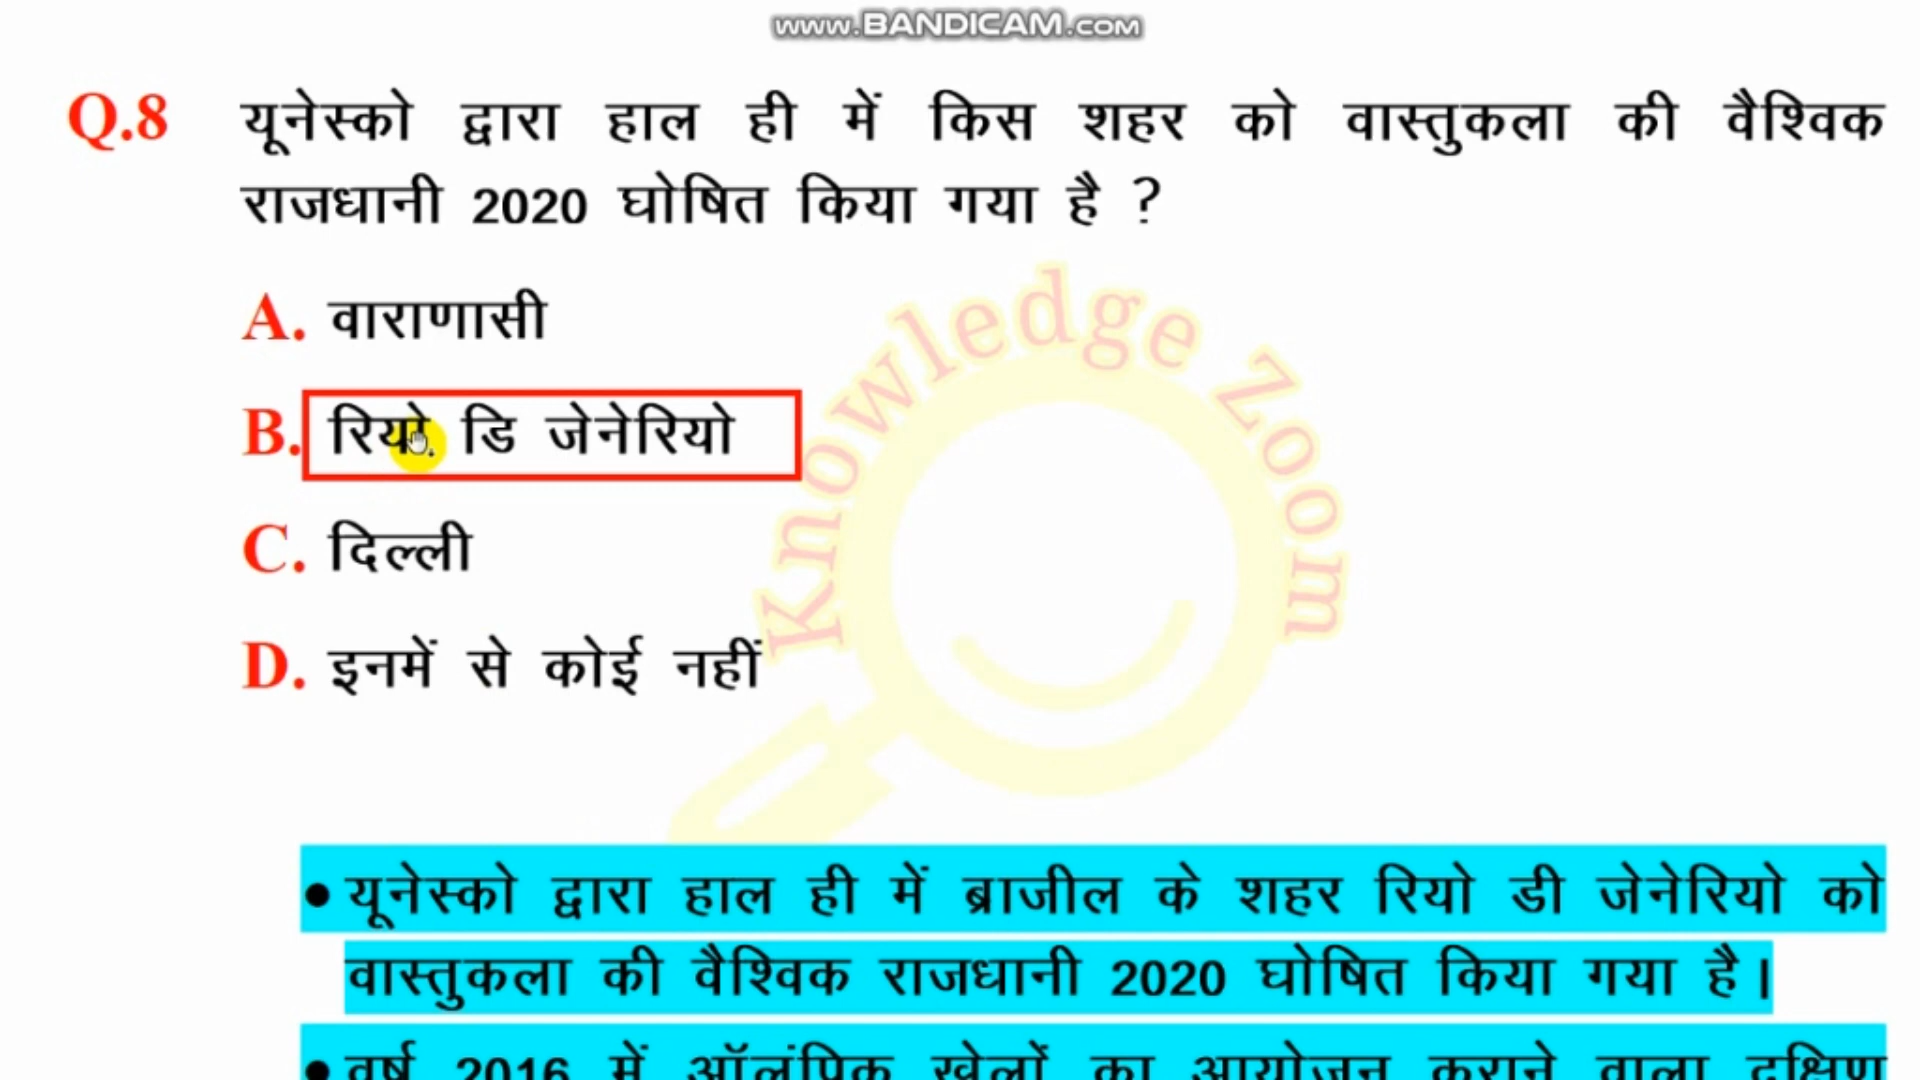 www.BANDICAM.com
Q.8 यूनेस्को द्वारा हाल ही में किस शहर को वास्तुकला की वैश्विक
राजधानी 2020 घोषित किया गया है ?
A. वाराणासी
B. रियो डि जेनेरियो
C. दिल्ली
D. इनमें से कोई नहीं
Knowledge Zoom
• यूनेस्को द्वारा हाल ही में ब्राजील के शहर रियो डी जेनेरियो को
वास्तुकला की वैश्विक राजधानी 2020 घोषित किया गया है।
• वर्ष 2016 में ऑलंपिक खेलों का आयोजन कराने वाला दक्षिण